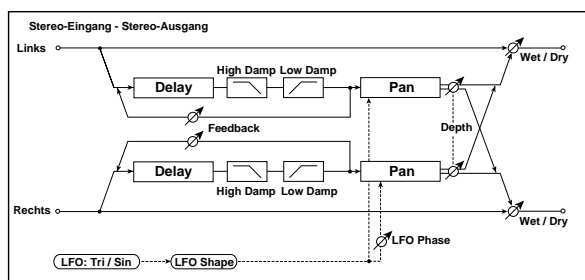 Stereo-Eingang - Stereo-Ausgang
Links
Wet / Dry
High Damp Low Damp
Delay
Pan
Feedback
Depth
Delay
Pan
High Damp Low Damp
Rechts
Wet / Dry
LFO Phase
LFO: Tri / Sin
LFO Shape